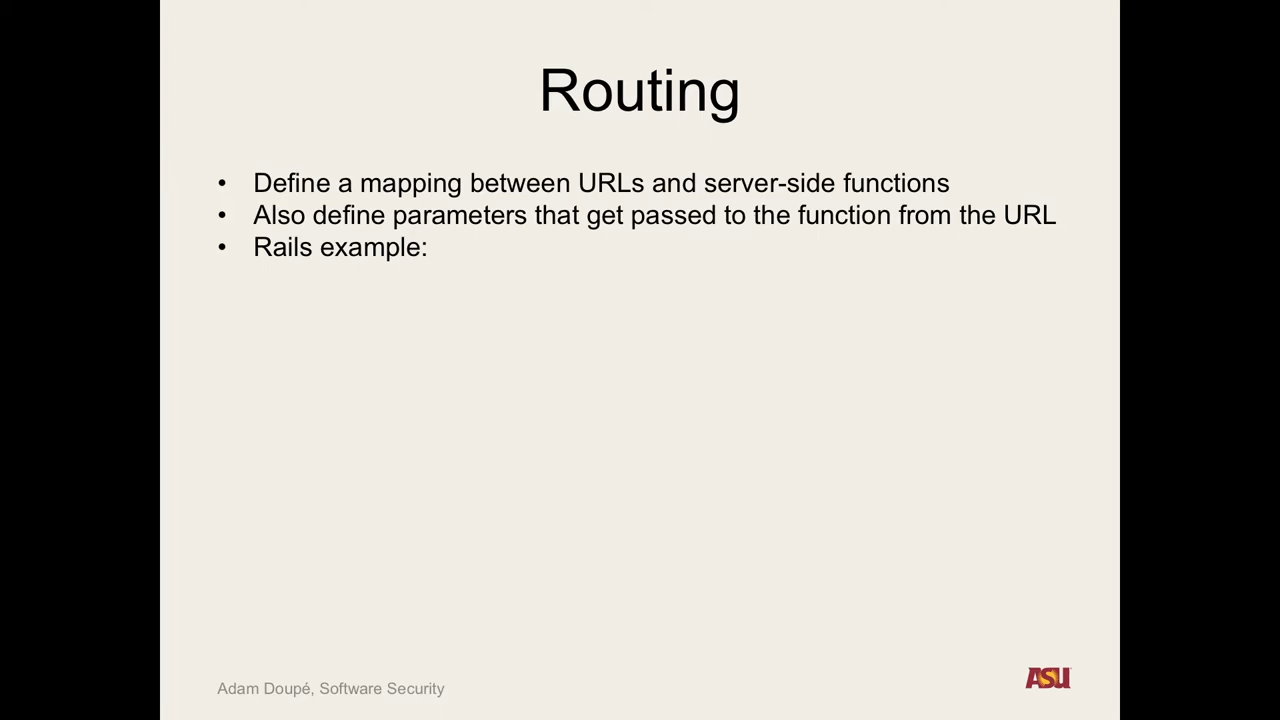 Routing
• Define a mapping between URLs and server-side functions
• Also define parameters that get passed to the function from the URL
• Rails example:
Adam Doupé, Software Security
ASU